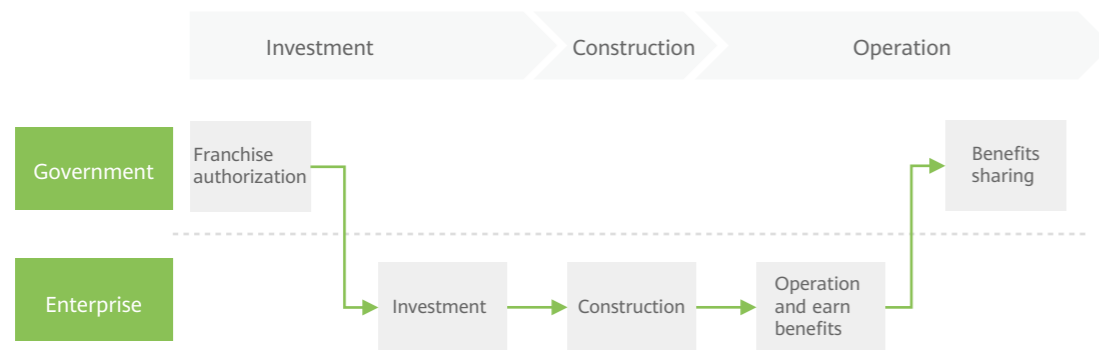 Investment
Construction
Operation
Government
Franchise
authorization
Benefits
sharing
Enterprise
Investment
Construction
Operation
and earn
benefits